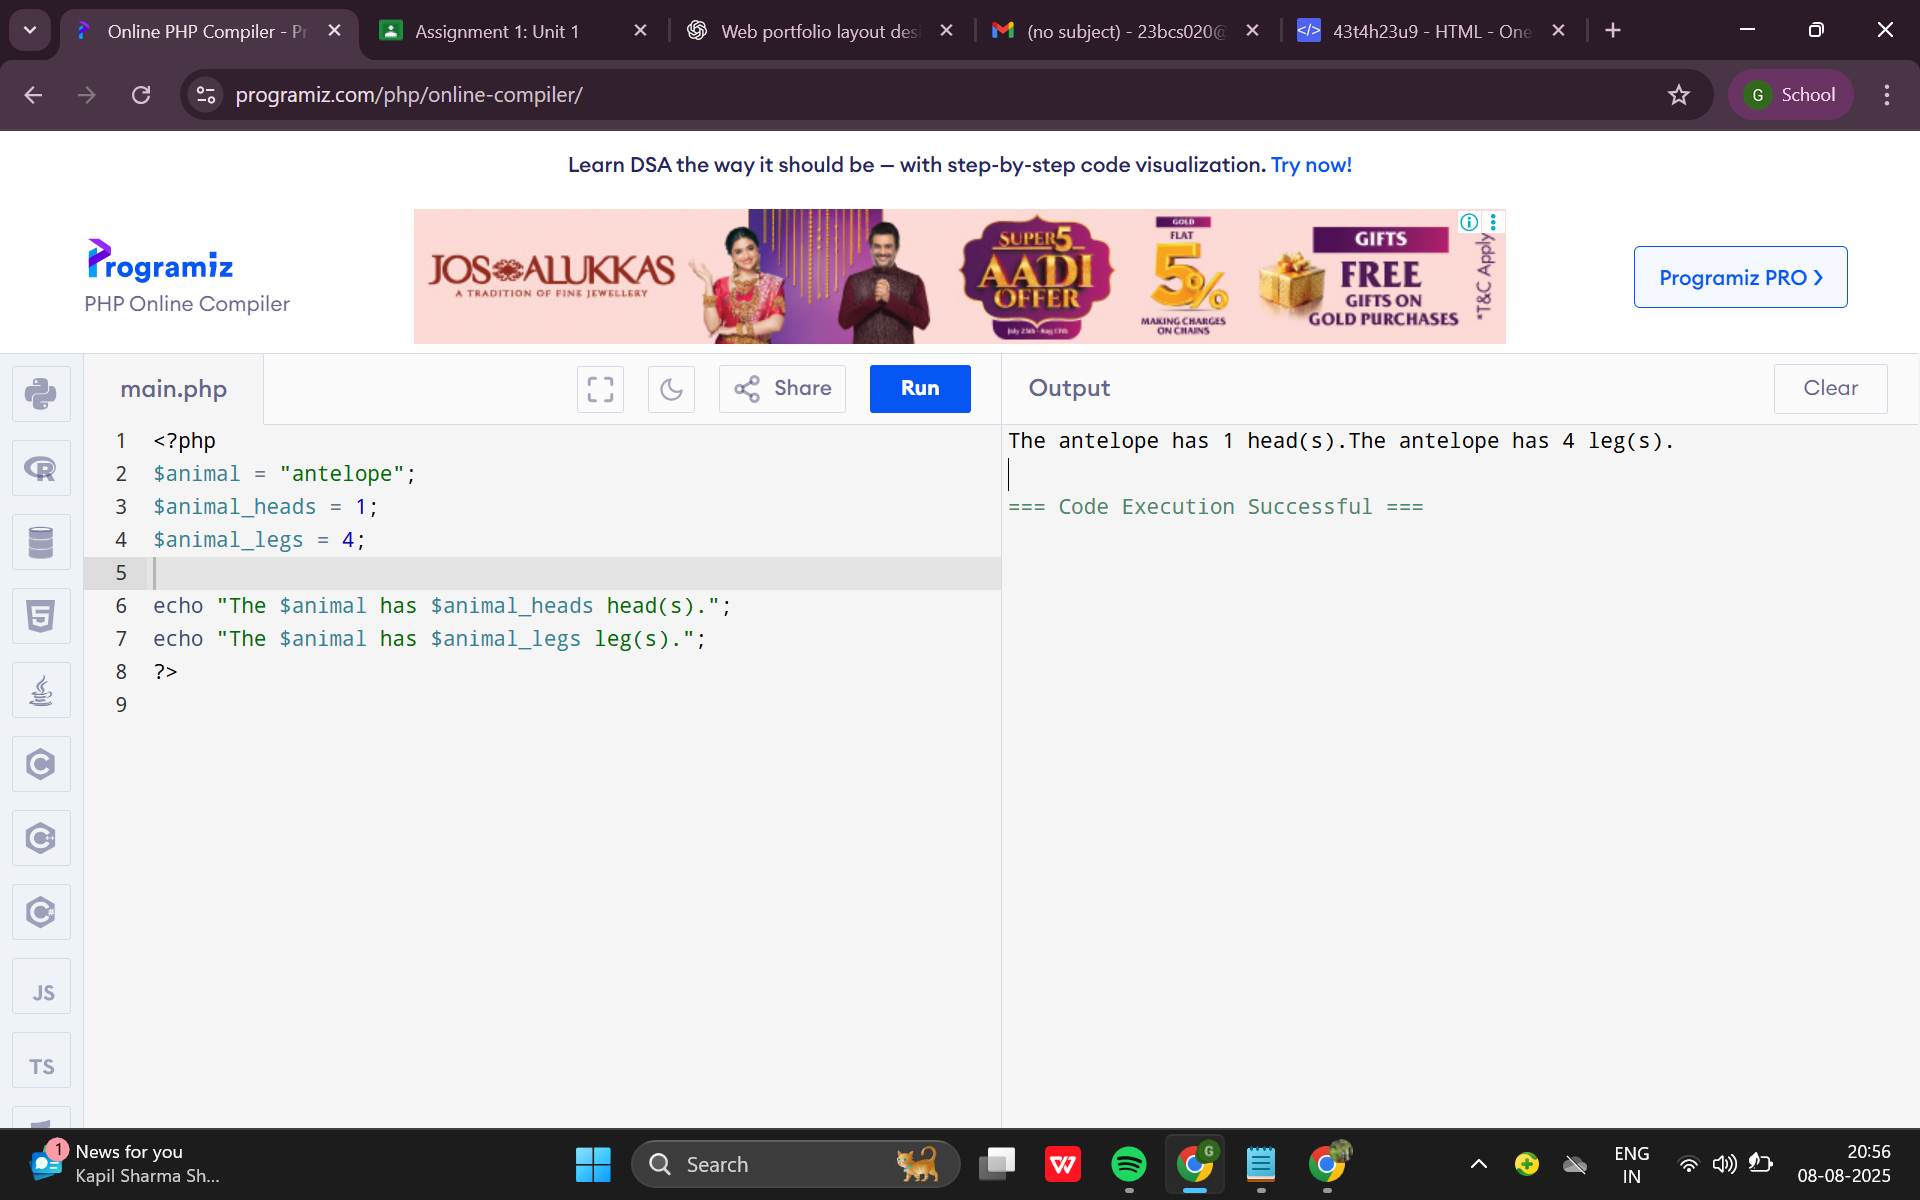 Online PHP Compiler - Pr
Assignment 1: Unit 1
Web portfolio layout des
(no subject) - 23bcs020@
43t4h23u9 - HTML - One
programiz.com/php/online-compiler/
G School
Learn DSA the way it should be — with step-by-step code visualization. Try now!
Programiz
PHP Online Compiler
JOS ALUKKAS
A TRADITION OF FINE JEWELLERY
SUPER 5
AADI
OFFER
July 25th - Aug 17th
GOLD
FLAT
5%
MAKING CHARGES
ON CHAINS
GIFTS
FREE
GIFTS ON
GOLD PURCHASES
*T&C Apply
Programiz PRO ›
main.php
Share
Run
Output
Clear
1 <?php
2 $animal = "antelope";
3 $animal_heads = 1;
4 $animal_legs = 4;
5
6 echo "The $animal has $animal_heads head(s).";
7 echo "The $animal has $animal_legs leg(s).";
8 ?>
9
The antelope has 1 head(s).The antelope has 4 leg(s).
=== Code Execution Successful ===
R
5
C
C++
C#
JS
TS
1
News for you
Kapil Sharma Sh...
Search
W
G
ENG
IN
20:56
08-08-2025